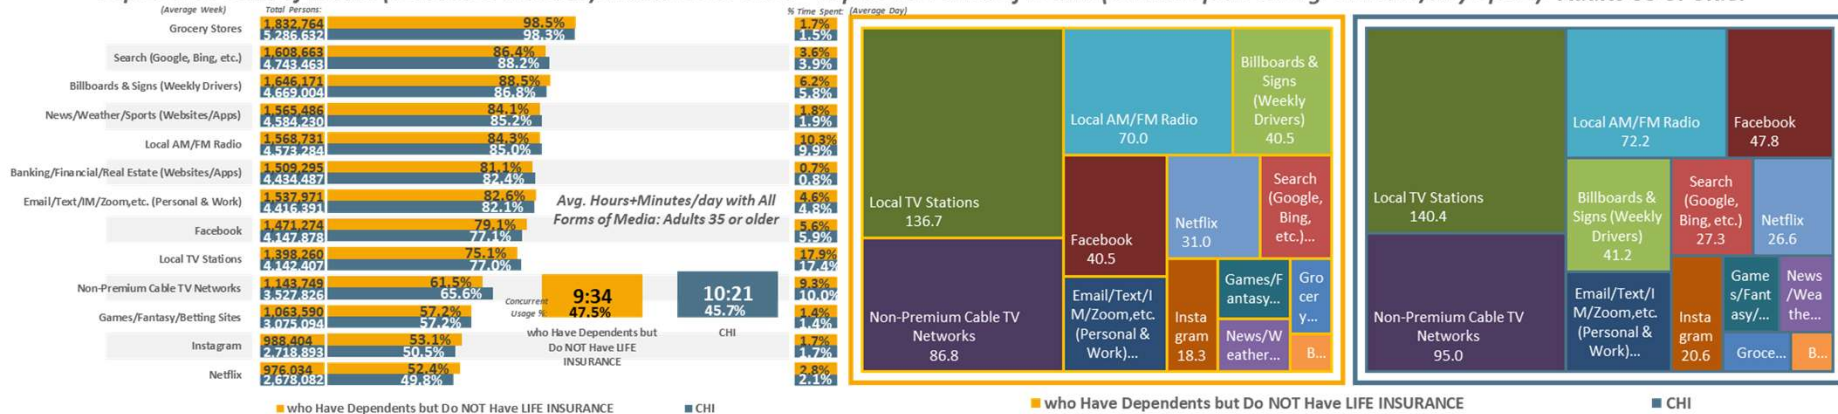 (Average Week) Total Persons: % Time Spent: (Average Day)
Grocery Stores 1,832,764 98.5% 1.7%
5,286,632 98.3% 1.5%
Search (Google, Bing, etc.) 1,608,663 86.4% 3.6%
4,743,463 88.2% 3.9%
Billboards & Signs (Weekly Drivers) 1,646,171 88.5% 6.2%
4,669,004 86.8% 5.8%
News/Weather/Sports (Websites/Apps) 1,565,486 84.1% 1.8%
4,584,230 85.2% 1.9%
Local AM/FM Radio 1,568,731 84.3% 10.3%
4,573,284 85.0% 9.9%
Banking/Financial/Real Estate (Websites/Apps) 1,509,295 81.1% 0.7%
4,434,487 82.4% 0.8%
Email/Text/IM/Zoom,etc. (Personal & Work) 1,537,971 82.6% 4.6%
4,416,391 82.1% 4.8%
Facebook 1,471,274 79.1% 5.6%
4,147,878 77.1% 5.9%
Local TV Stations 1,398,260 75.1% 17.9%
4,142,407 77.0% 17.4%
Non-Premium Cable TV Networks 1,143,749 61.5% 9.3%
3,527,826 65.6% 10.0%
Games/Fantasy/Betting Sites 1,063,590 57.2% 1.4%
3,075,094 57.2% 1.4%
Instagram 988,404 53.1% 1.7%
2,718,893 50.5% 1.7%
Netflix 976,034 52.4% 2.8%
2,678,082 49.8% 2.1%
Avg. Hours+Minutes/day with All
Forms of Media: Adults 35 or older
Concurrent
Usage %:
9:34
47.5%
10:21
45.7%
who Have Dependents but
Do NOT Have LIFE
INSURANCE
CHI
who Have Dependents but Do NOT Have LIFE INSURANCE CHI
Local TV Stations
136.7
Non-Premium Cable TV
Networks
86.8
Local AM/FM Radio
70.0
Billboards &
Signs
(Weekly
Drivers)
40.5
Facebook
40.5
Netflix
31.0
Search
(Google,
Bing,
etc.)...
Email/Text/I
M/Zoom,etc.
(Personal &
Work)...
Insta
gram
18.3
Games/F
antasy...
Gro
cer
y...
News/W
eather...
B...
who Have Dependents but Do NOT Have LIFE INSURANCE
Local TV Stations
140.4
Non-Premium Cable TV
Networks
95.0
Local AM/FM Radio
72.2
Facebook
47.8
Billboards &
Signs (Weekly
Drivers)
41.2
Search
(Google,
Bing, etc.)
27.3
Netflix
26.6
Email/Text/I
M/Zoom,etc.
(Personal &
Work)...
Insta
gram
20.6
Game
s/Fant
asy/...
News
/Wea
the...
Groce...
B...
CHI